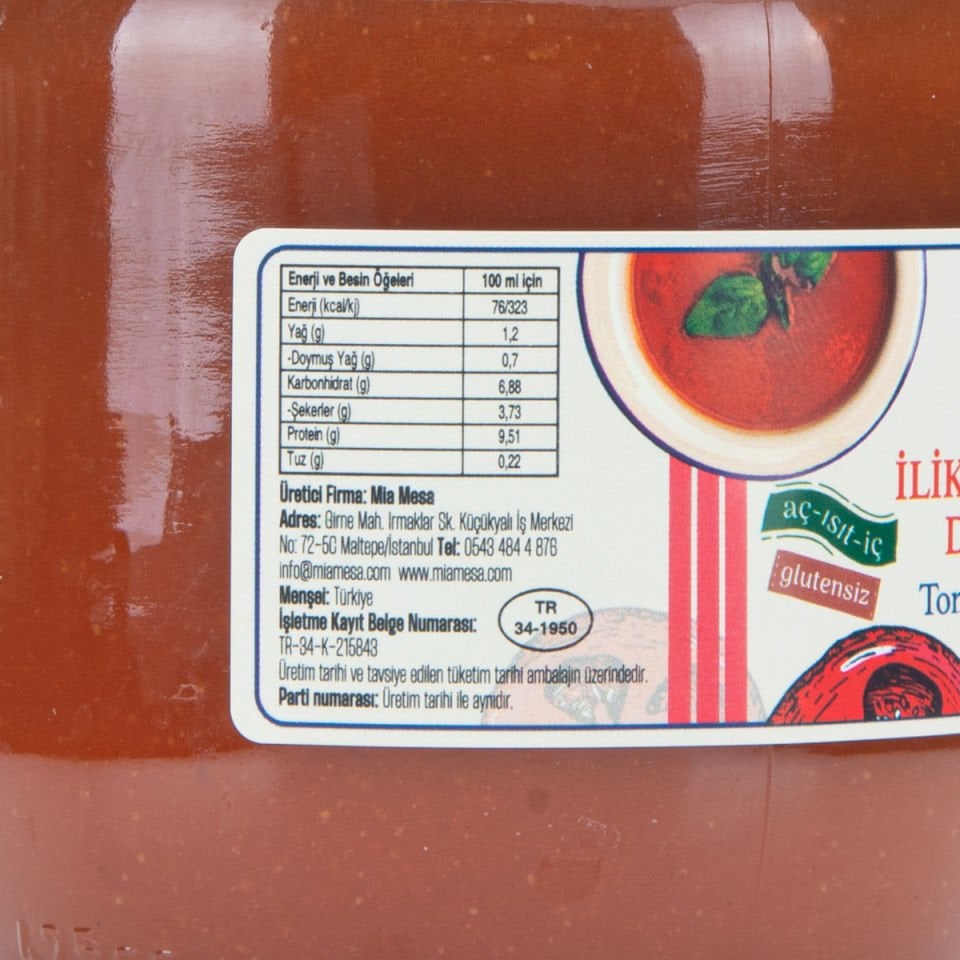 Enerji ve Besin Öğeleri 100 ml için
Enerji (kcal/kj) 76/323
Yağ (g) 1,2
-Doymuş Yağ (g) 0,7
Karbonhidrat (g) 6,88
-Şekerler (g) 3,73
Protein (g) 9,51
Tuz (g) 0,22
Üretici Firma: Mia Mesa
Adres: Girne Mah. Irmaklar Sk. Küçükyalı İş Merkezi
No: 72-5C Maltepe/İstanbul Tel: 0543 484 4 876
info@miamesa.com www.miamesa.com
Menşei: Türkiye
İşletme Kayıt Belge Numarası:
TR-34-K-215843
TR
34-1950
Üretim tarihi ve tavsiye edilen tüketim tarihi ambalajın üzerindedir.
Parti numarası: Üretim tarihi ile aynıdır.
aç-ısıt-iç
glutensiz
İLİK
D
Tor